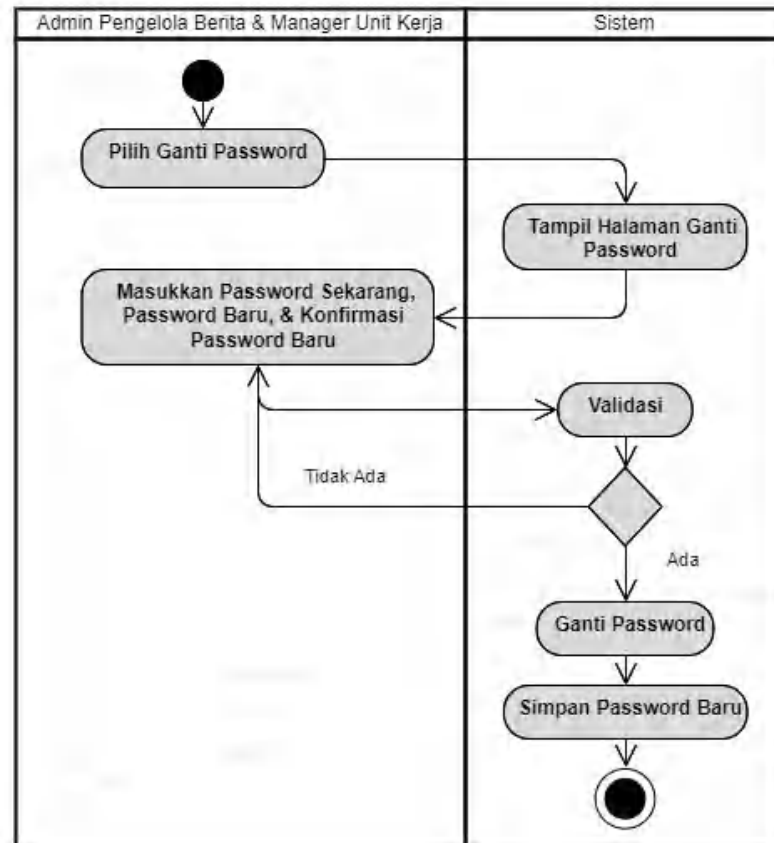 Admin Pengelola Berita & Manager Unit Kerja
Sistem
Pilih Ganti Password
Tampil Halaman Ganti
Password
Masukkan Password Sekarang,
Password Baru, & Konfirmasi
Password Baru
Validasi
Tidak Ada
Ada
Ganti Password
Simpan Password Baru